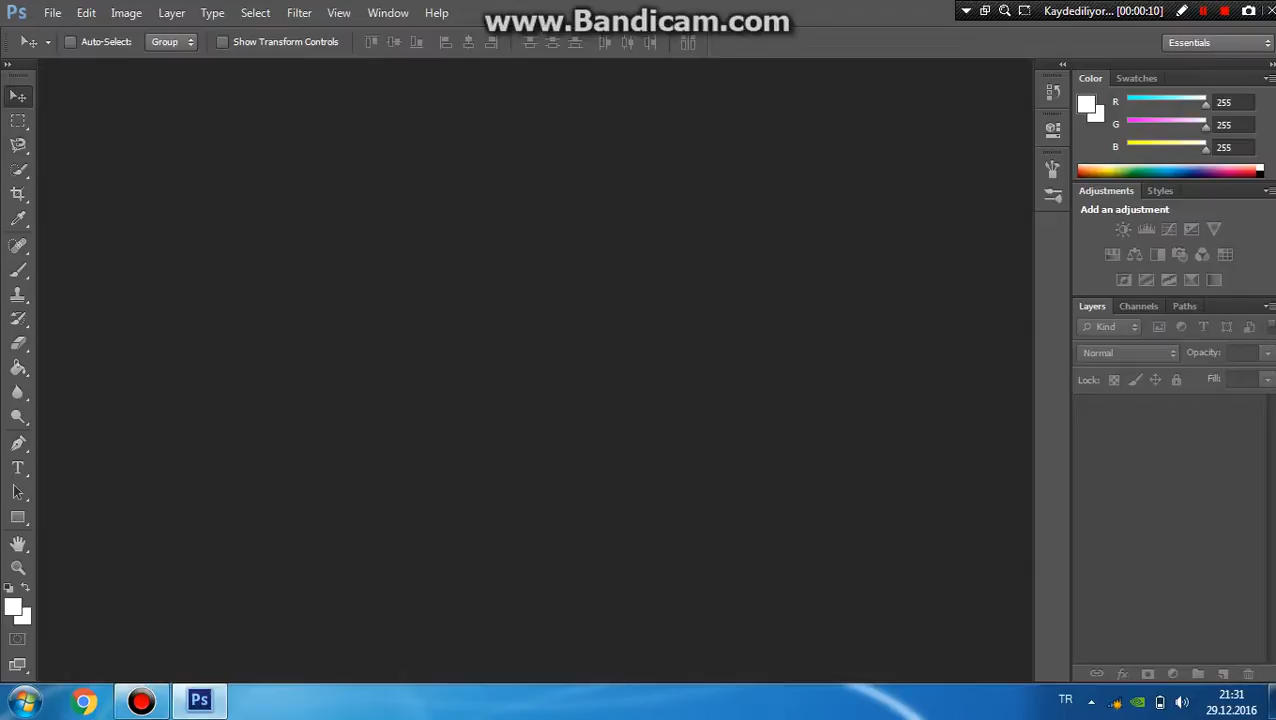 www.Bandicam.com
Ps File Edit Image Layer Type Select Filter View Window Help
Kaydediliyor... [00:00:10]
Auto-Select: Group Show Transform Controls
Essentials
Color Swatches
R 255
G 255
B 255
Adjustments Styles
Add an adjustment
Layers Channels Paths
Kind
Normal Opacity:
Lock: Fill:
T
Ps
TR
21:31
29.12.2016